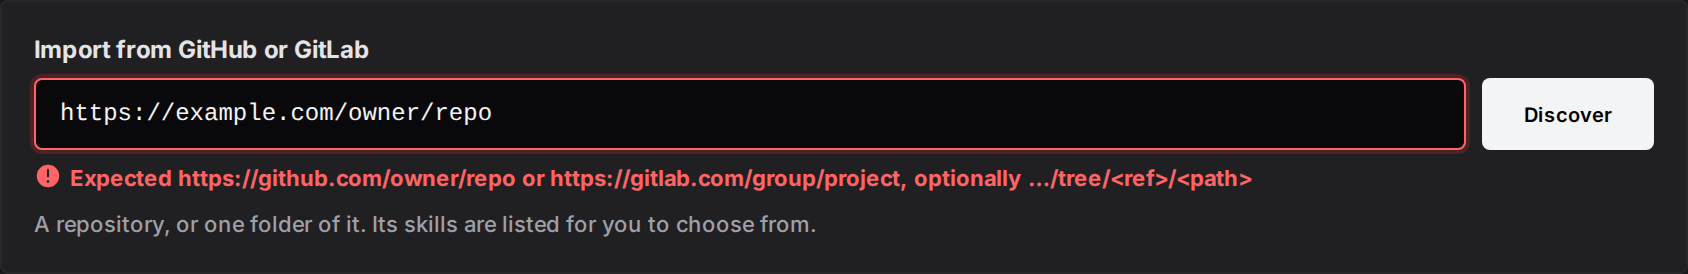 Import from GitHub or GitLab
https://example.com/owner/repo
Discover
Expected https://github.com/owner/repo or https://gitlab.com/group/project, optionally .../tree/<ref>/<path>
A repository, or one folder of it. Its skills are listed for you to choose from.